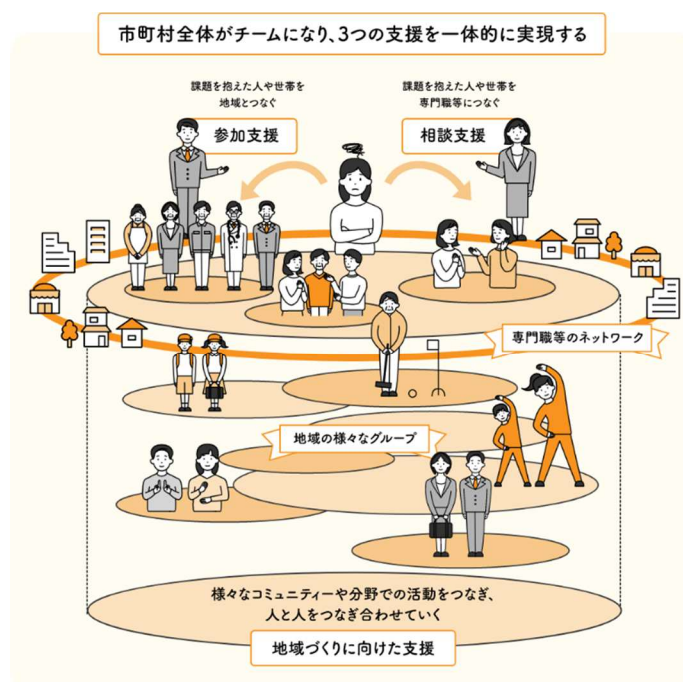 市町村全体がチームになり、3つの支援を一体的に実現する
課題を抱えた人や世帯を
地域とつなぐ
参加支援
課題を抱えた人や世帯を
専門職等につなぐ
相談支援
専門職等のネットワーク
地域の様々なグループ
様々なコミュニティーや分野での活動をつなぎ、
人と人をつなぎ合わせていく
地域づくりに向けた支援